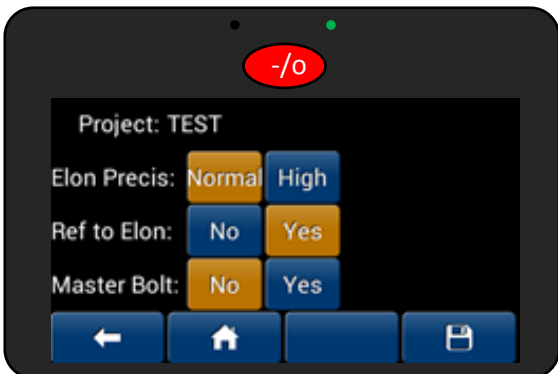 -/o
Project: TEST
Elon Precis: Normal High
Ref to Elon: No Yes
Master Bolt: No Yes